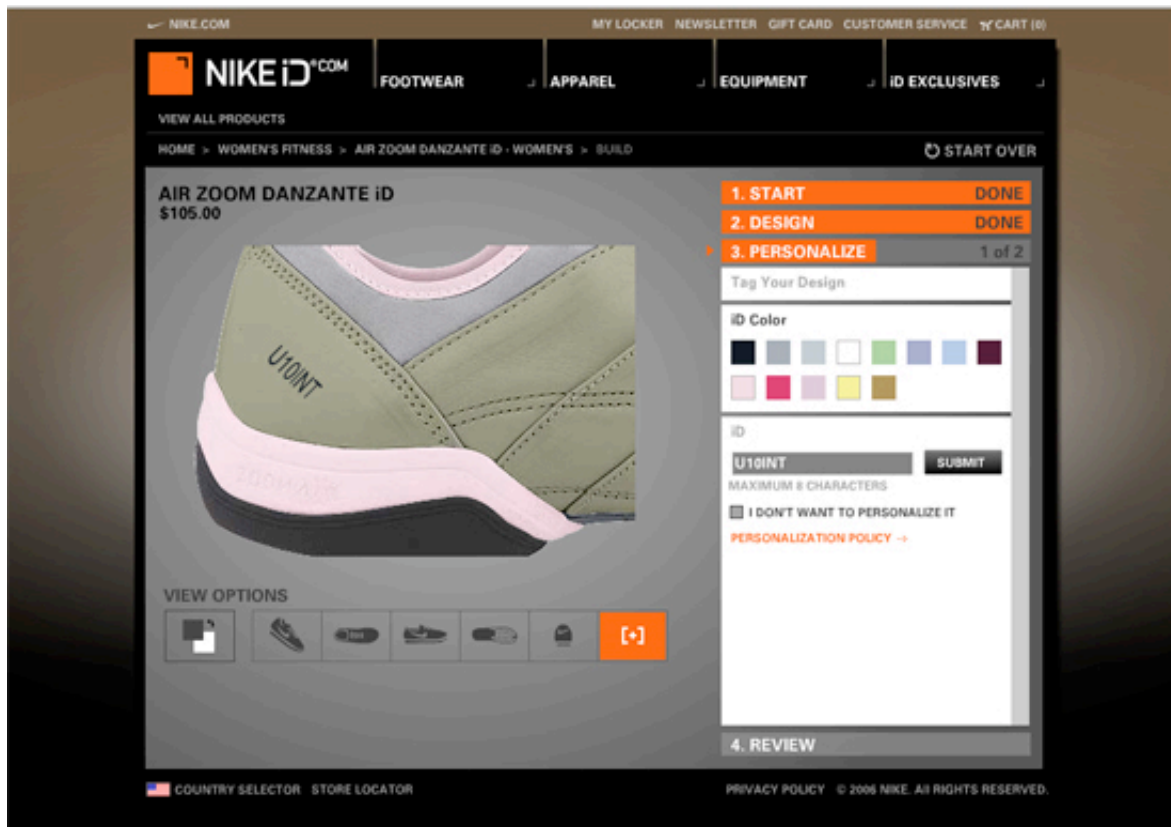 NIKE.COM
MY LOCKER NEWSLETTER GIFT CARD CUSTOMER SERVICE CART (0)
NIKEiD.COM
FOOTWEAR
APPAREL
EQUIPMENT
iD EXCLUSIVES
VIEW ALL PRODUCTS
HOME > WOMEN'S FITNESS > AIR ZOOM DANZANTE iD - WOMEN'S > BUILD
START OVER
AIR ZOOM DANZANTE iD
$105.00
U10INT
VIEW OPTIONS
[+]
1. START DONE
2. DESIGN DONE
3. PERSONALIZE 1 of 2
Tag Your Design
iD Color
iD
U10INT SUBMIT
MAXIMUM 8 CHARACTERS
I DON'T WANT TO PERSONALIZE IT
PERSONALIZATION POLICY →
4. REVIEW
COUNTRY SELECTOR STORE LOCATOR
PRIVACY POLICY © 2006 NIKE. All RIGHTS RESERVED.